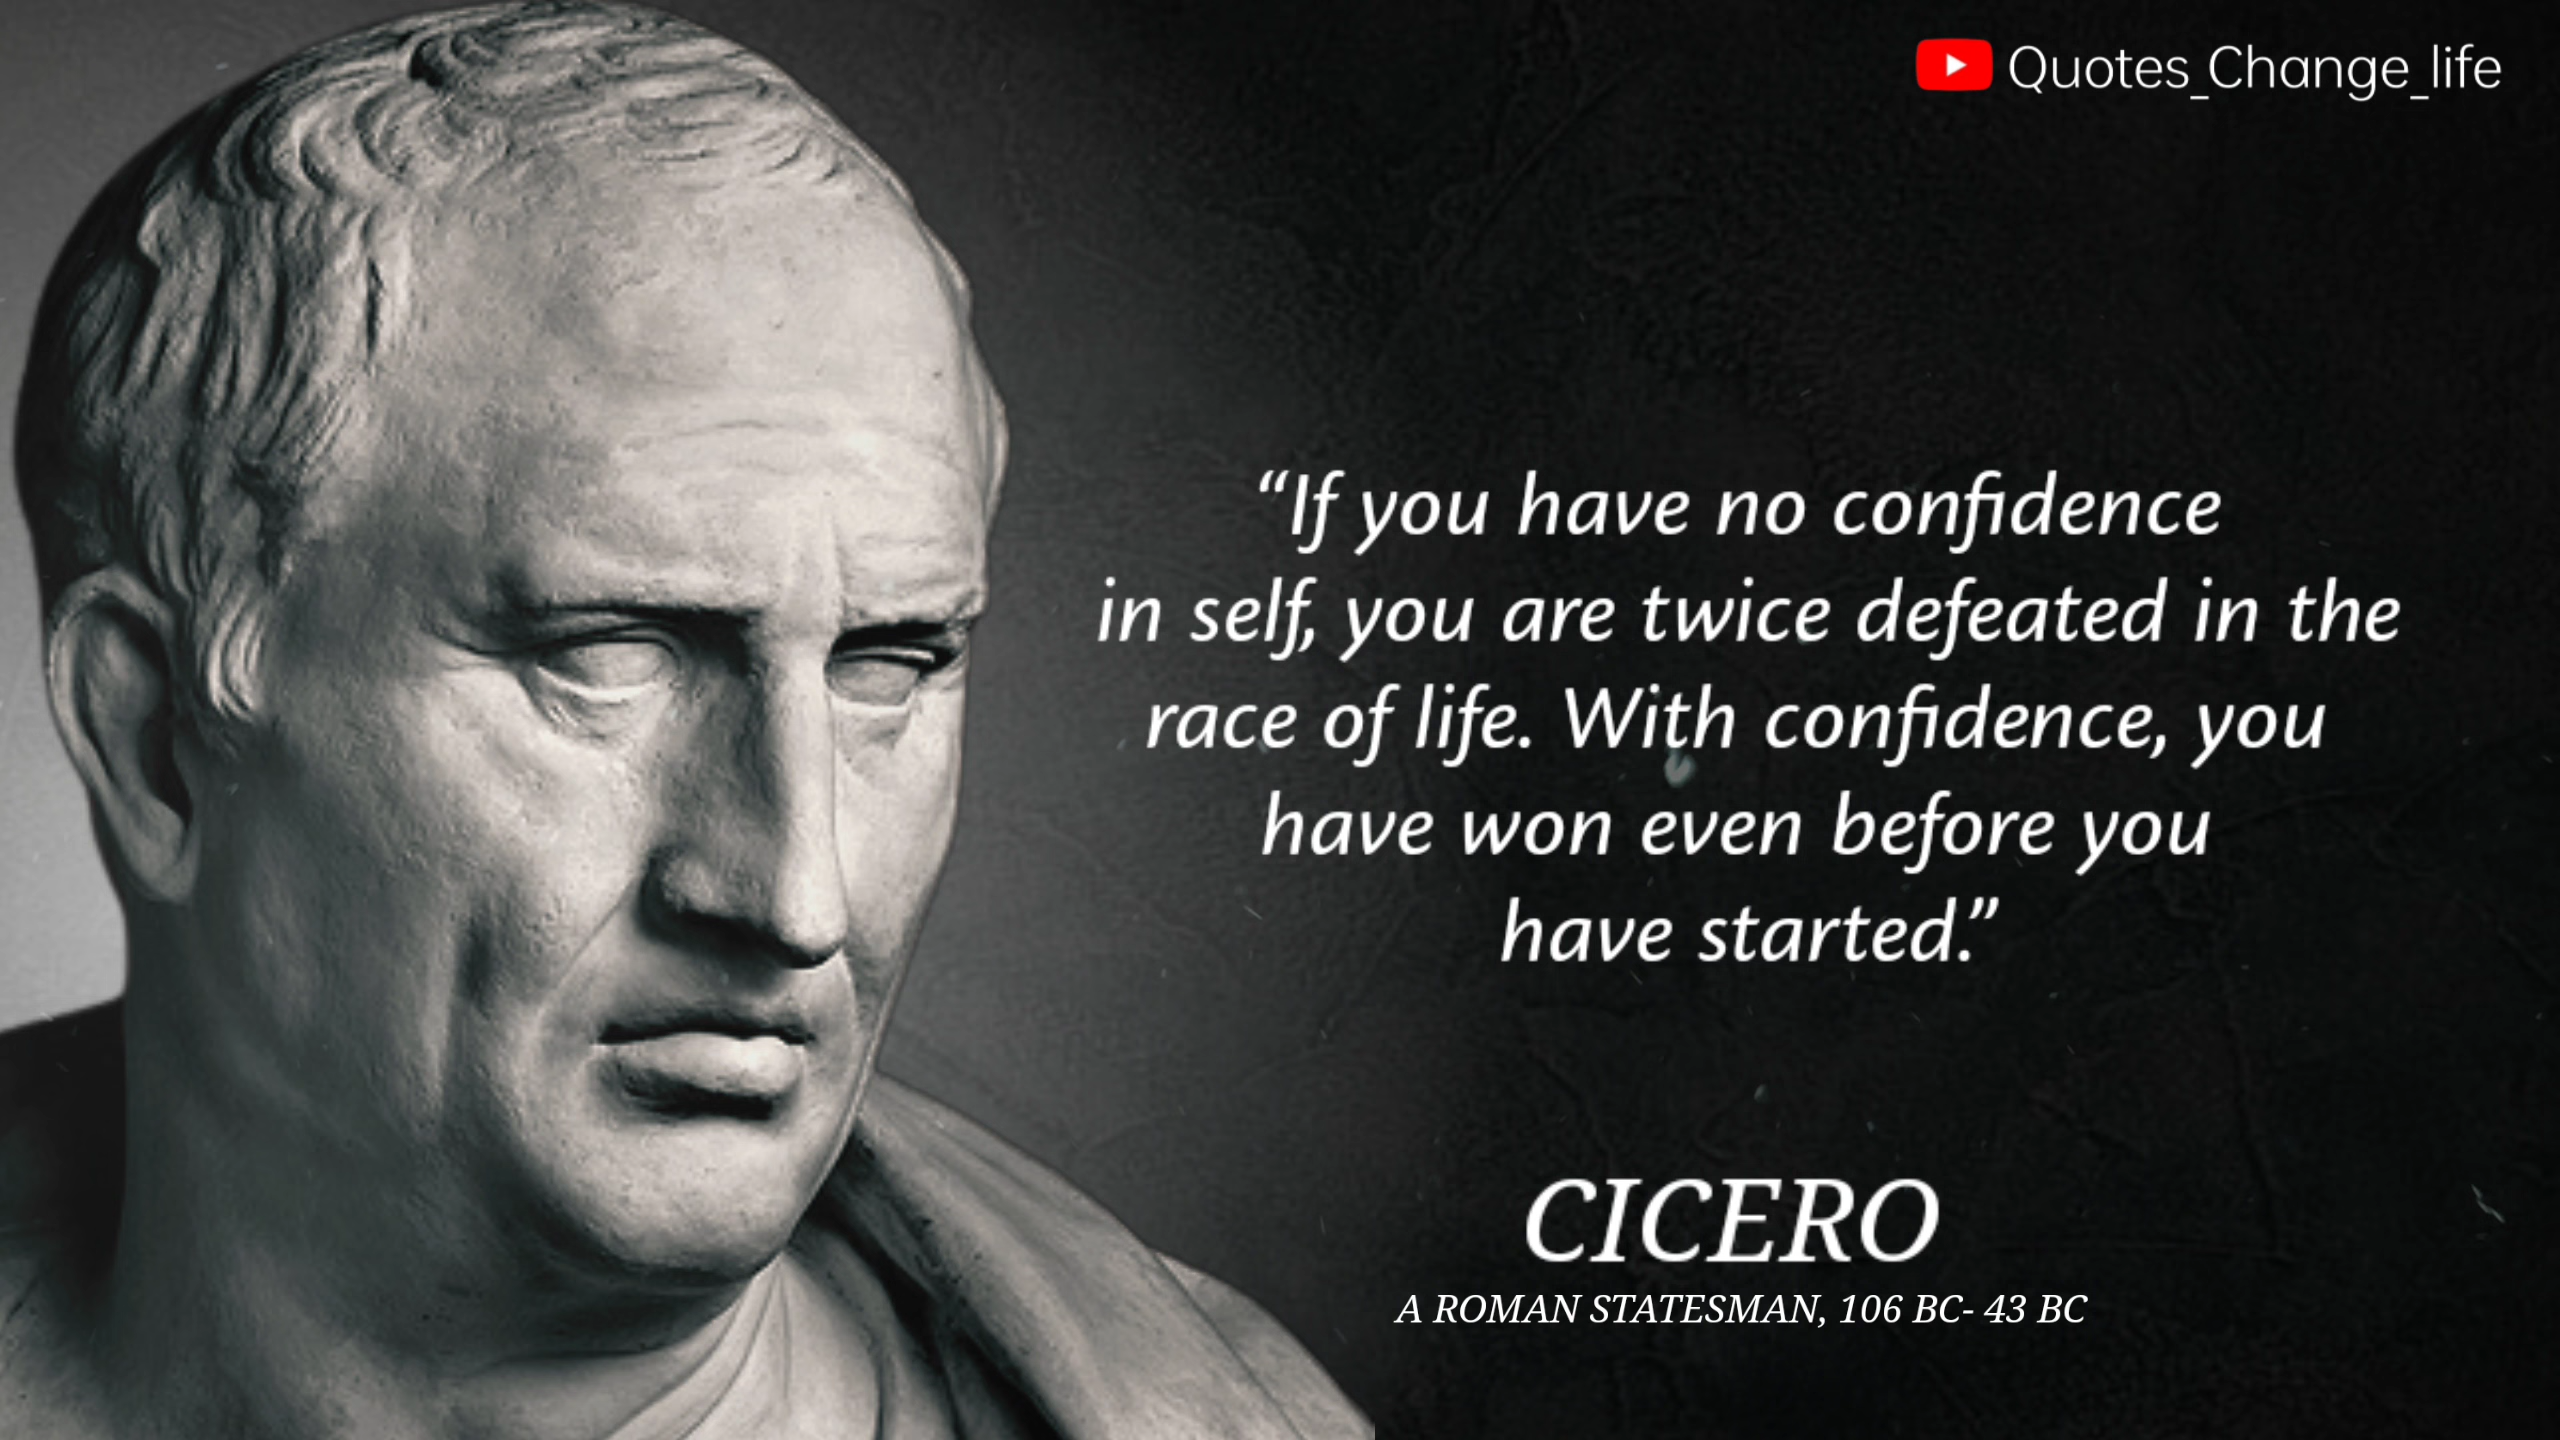 Quotes_Change_life
“If you have no confidence
in self, you are twice defeated in the
race of life. With confidence, you
have won even before you
have started.”
CICERO
A ROMAN STATESMAN, 106 BC- 43 BC